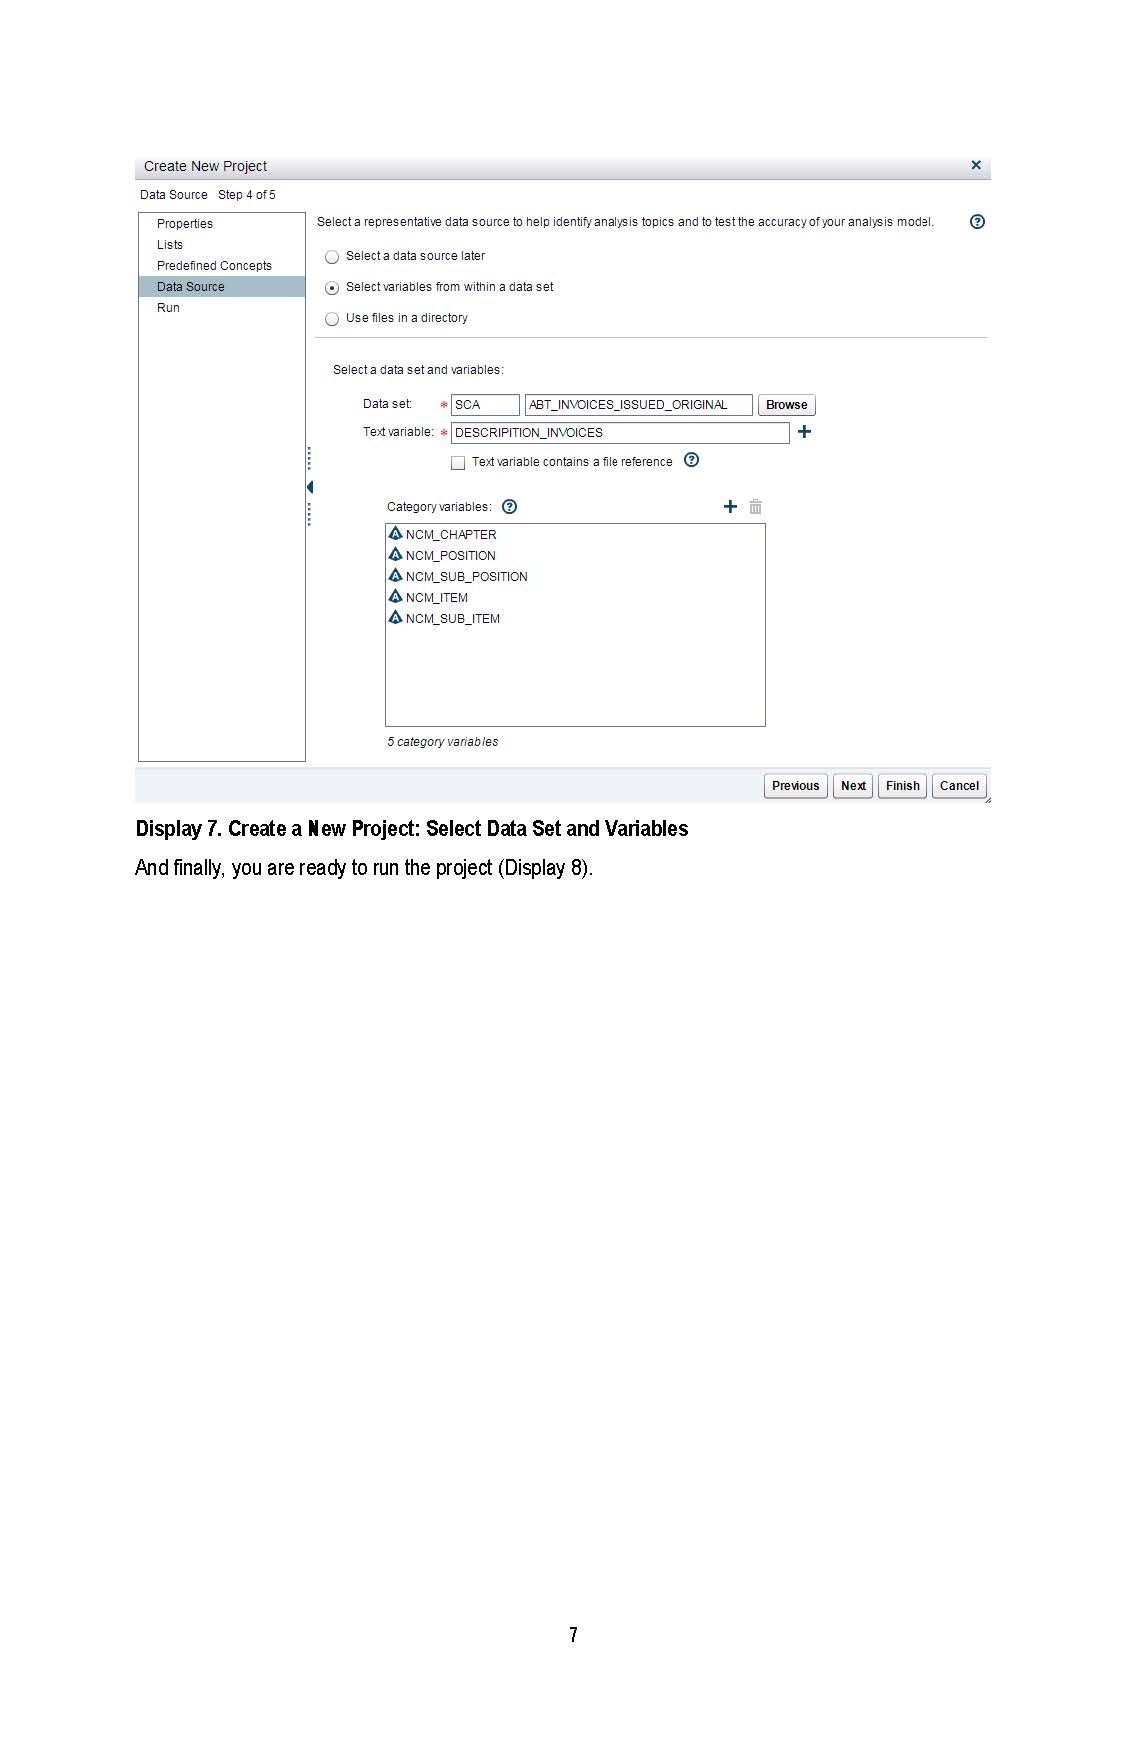 Create New Project
Data Source Step 4 of 5
Properties
Lists
Predefined Concepts
Data Source
Run
Select a representative data source to help identify analysis topics and to test the accuracy of your analysis model.
Select a data source later
Select variables from within a data set
Use files in a directory
Select a data set and variables:
Data set: * SCA ABT_INVOICES_ISSUED_ORIGINAL Browse
Text variable: * DESCRIPITION_INVOICES
Text variable contains a file reference
Category variables:
NCM_CHAPTER
NCM_POSITION
NCM_SUB_POSITION
NCM_ITEM
NCM_SUB_ITEM
5 category variables
Previous Next Finish Cancel
Display 7. Create a New Project: Select Data Set and Variables
And finally, you are ready to run the project (Display 8).
7